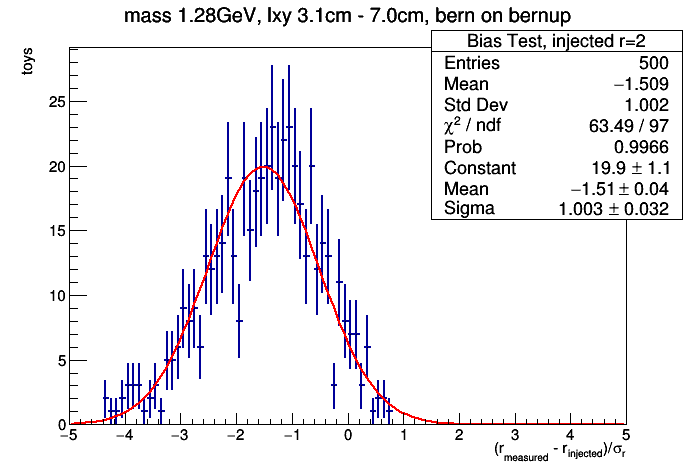 mass 1.28GeV, lxy 3.1cm - 7.0cm, bern on bernup
toys
Bias Test, injected r=2
Entries 500
Mean −1.509
Std Dev 1.002
χ² / ndf 63.49 / 97
Prob 0.9966
Constant 19.9 ± 1.1
Mean −1.51 ± 0.04
Sigma 1.003 ± 0.032
25
20
15
10
5
0
−5 −4 −3 −2 −1 0 1 2 3 4 5
(r_measured - r_injected)/σ_r